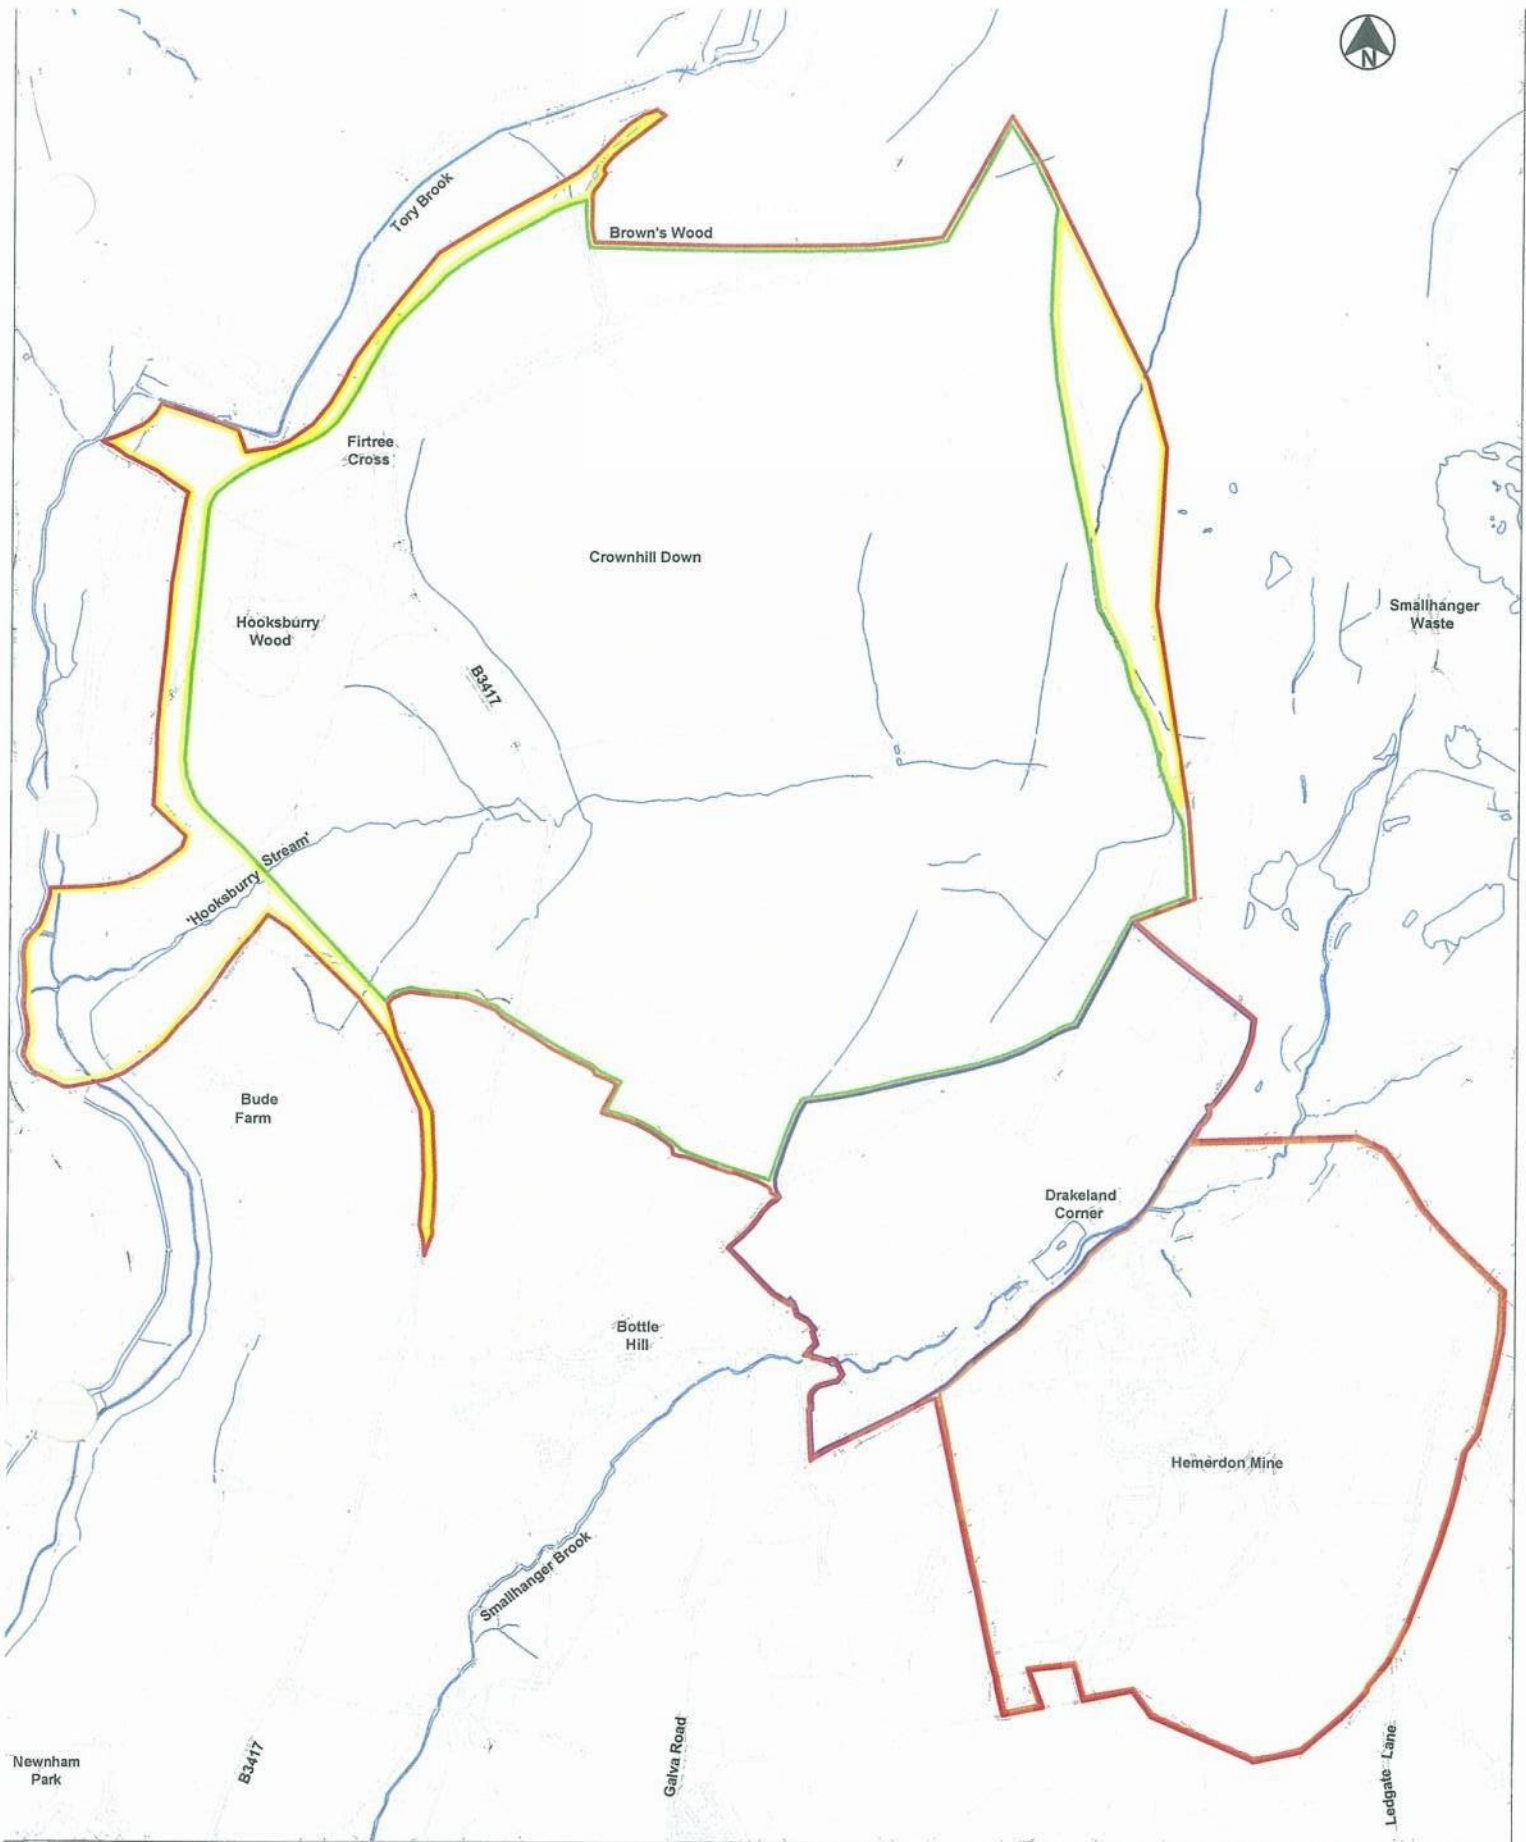 N
Tory Brook
Brown's Wood
Firtree
Cross
Crownhill Down
Smallhanger
Waste
Hooksburry
Wood
B3417
'Hooksburry Stream'
Bude
Farm
Drakeland
Corner
Bottle
Hill
Hemerdon Mine
Smallhanger Brook
Newnham
Park
B3417
Galva Road
Ledgate Lane